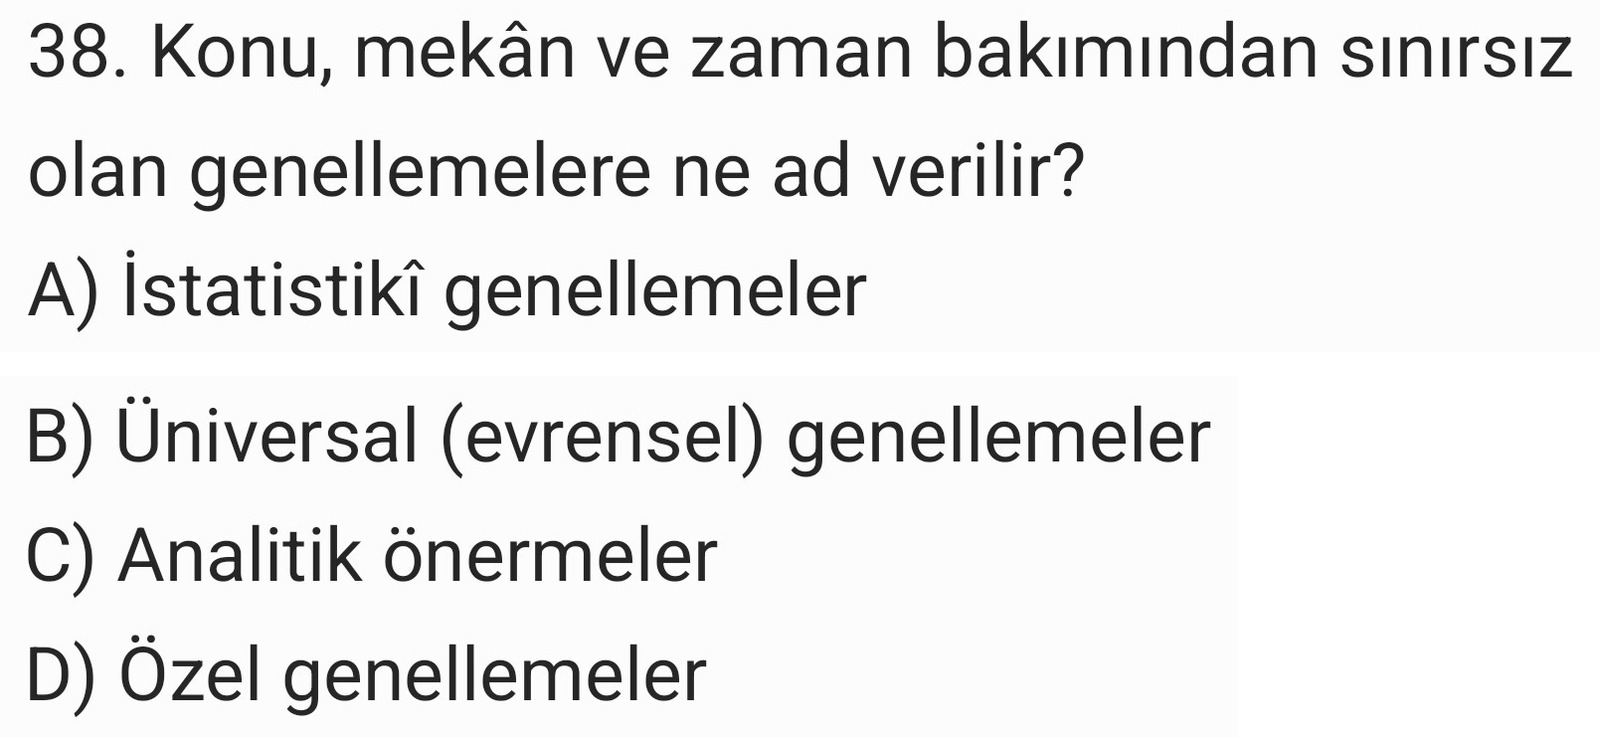 38. Konu, mekân ve zaman bakımından sınırsız
olan genellemelere ne ad verilir?
A) İstatistikî genellemeler
B) Üniversal (evrensel) genellemeler
C) Analitik önermeler
D) Özel genellemeler